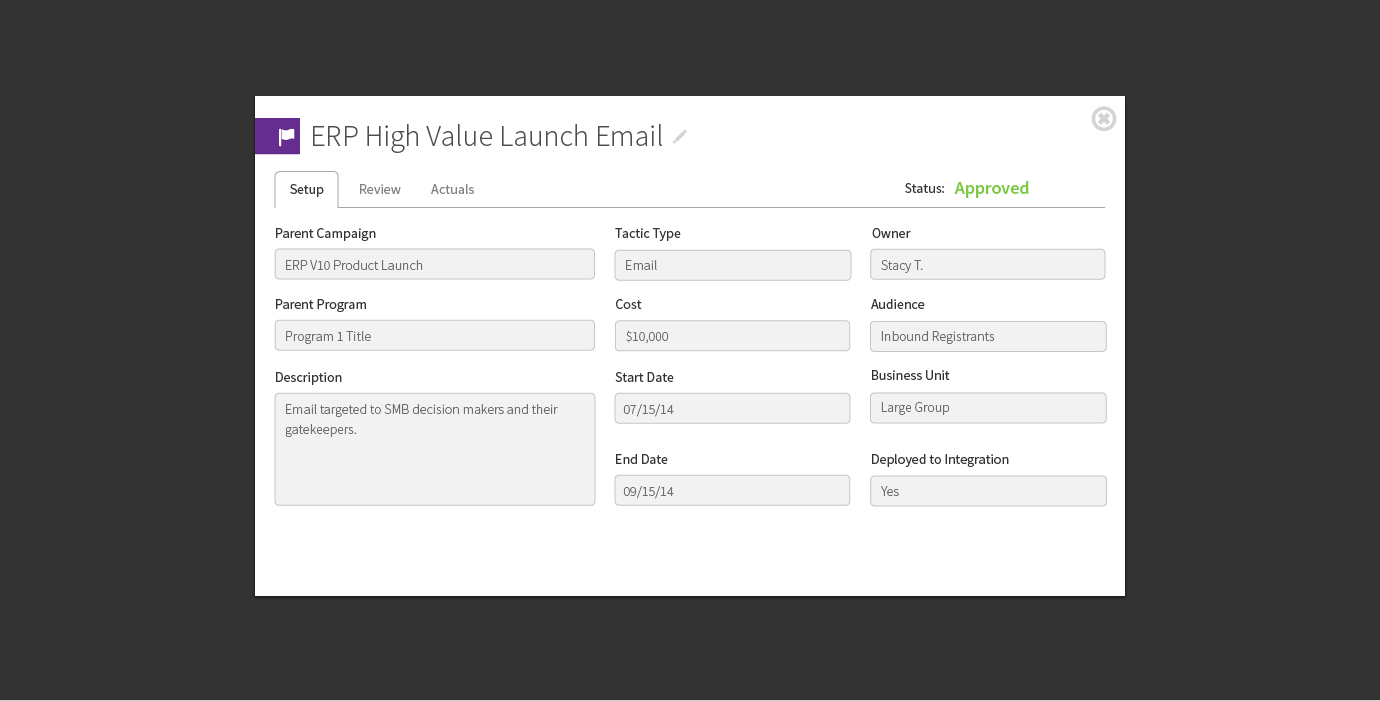 ERP High Value Launch Email
Setup
Review
Actuals
Status: Approved
Parent Campaign
ERP V10 Product Launch
Tactic Type
Email
Owner
Stacy T.
Parent Program
Program 1 Title
Cost
$10,000
Audience
Inbound Registrants
Description
Email targeted to SMB decision makers and their
gatekeepers.
Start Date
07/15/14
Business Unit
Large Group
End Date
09/15/14
Deployed to Integration
Yes